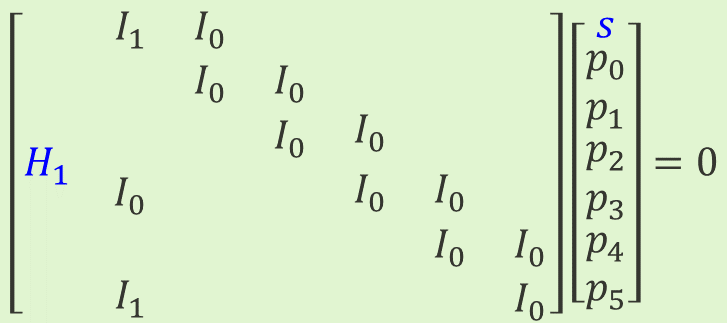 I₁ I₀ s
I₀ I₀ p₀
I₀ I₀ p₁
H₁ p₂ = 0
I₀ I₀ I₀ p₃
I₀ I₀ p₄
I₁ I₀ p₅